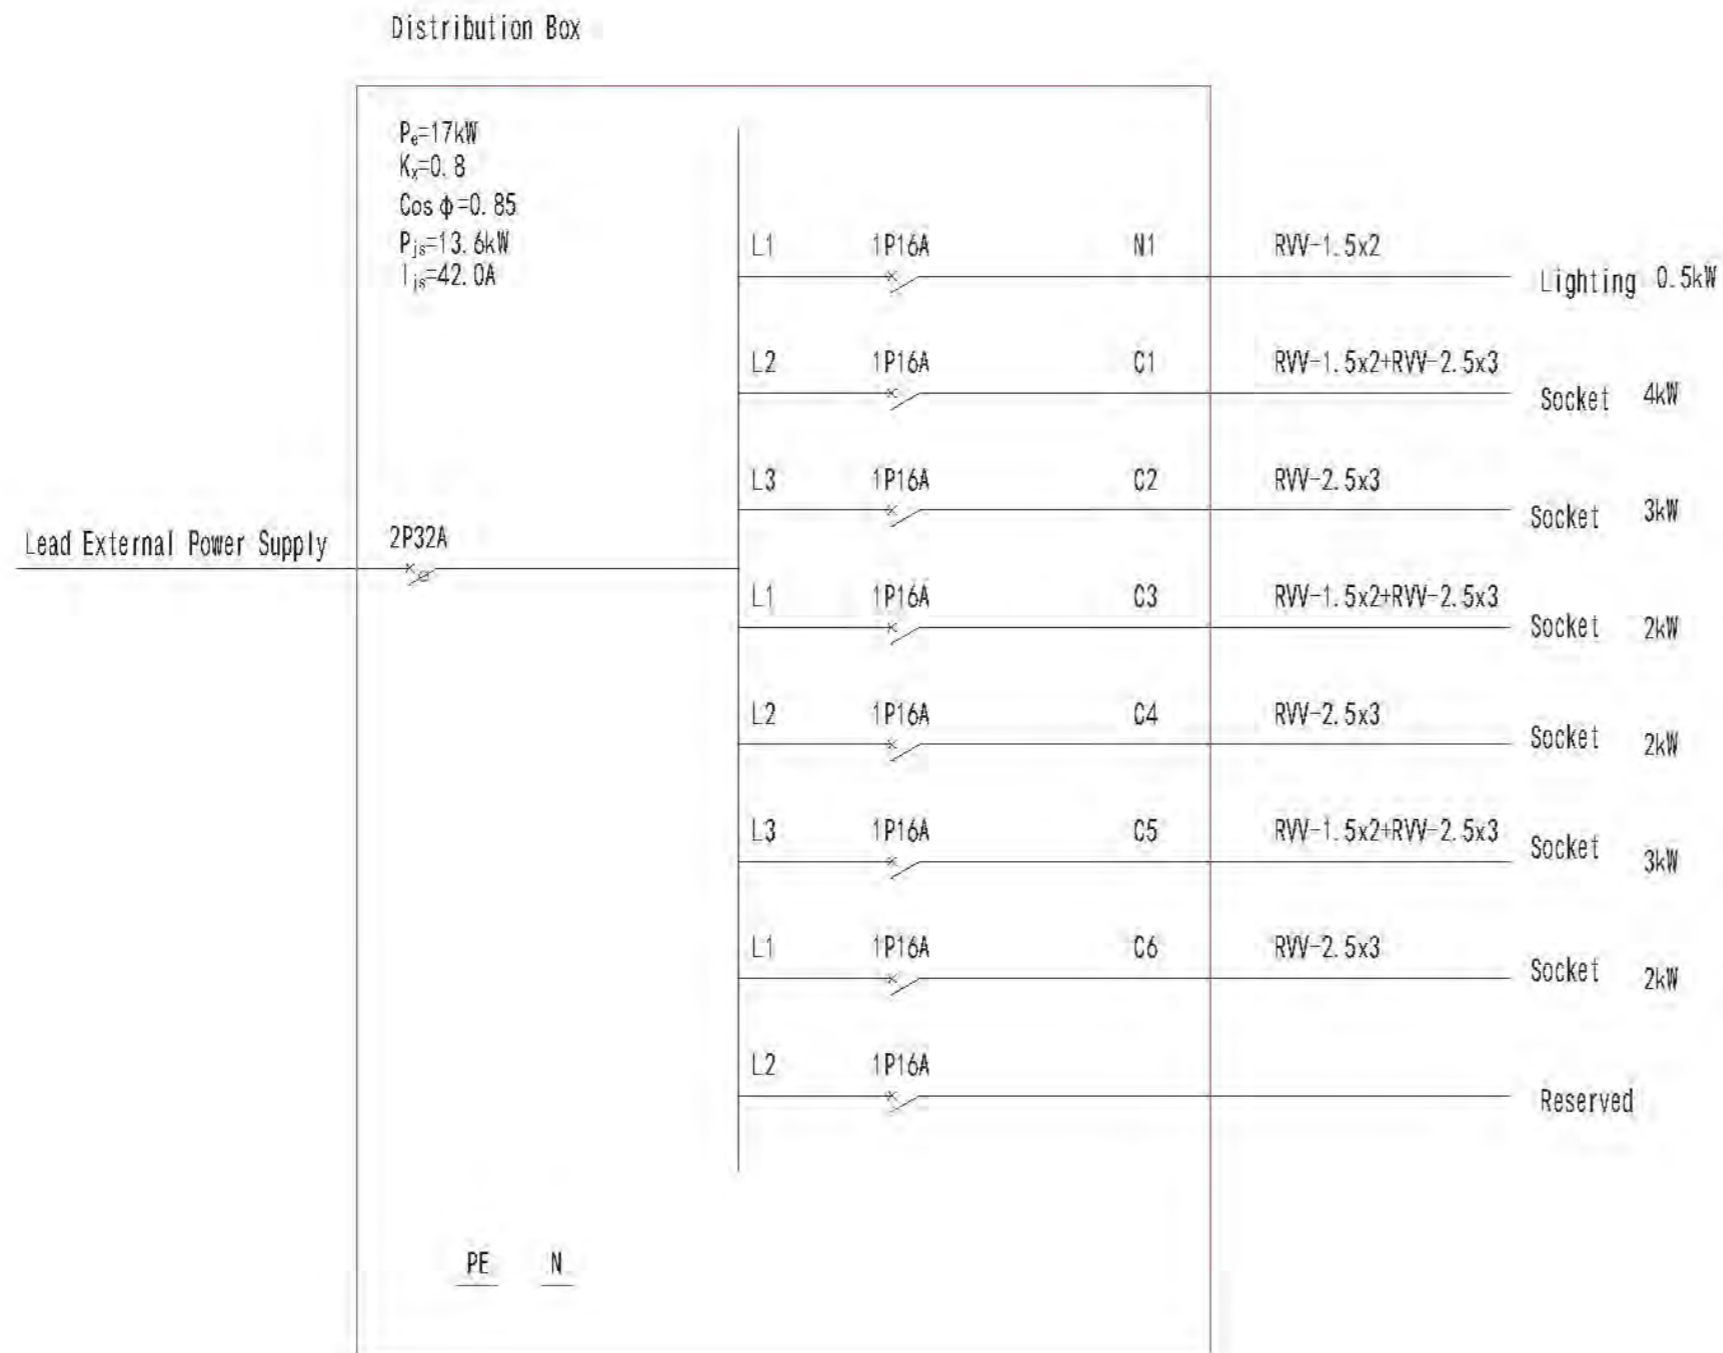 Distribution Box
Pe=17kW
Kx=0.8
Cosφ=0.85
Pjs=13.6kW
Ijs=42.0A
L1 1P16A N1 RVV-1.5x2
Lighting 0.5kW
L2 1P16A C1 RVV-1.5x2+RVV-2.5x3
Socket 4kW
L3 1P16A C2 RVV-2.5x3
Socket 3kW
Lead External Power Supply 2P32A
L1 1P16A C3 RVV-1.5x2+RVV-2.5x3
Socket 2kW
L2 1P16A C4 RVV-2.5x3
Socket 2kW
L3 1P16A C5 RVV-1.5x2+RVV-2.5x3
Socket 3kW
L1 1P16A C6 RVV-2.5x3
Socket 2kW
L2 1P16A
Reserved
PE N